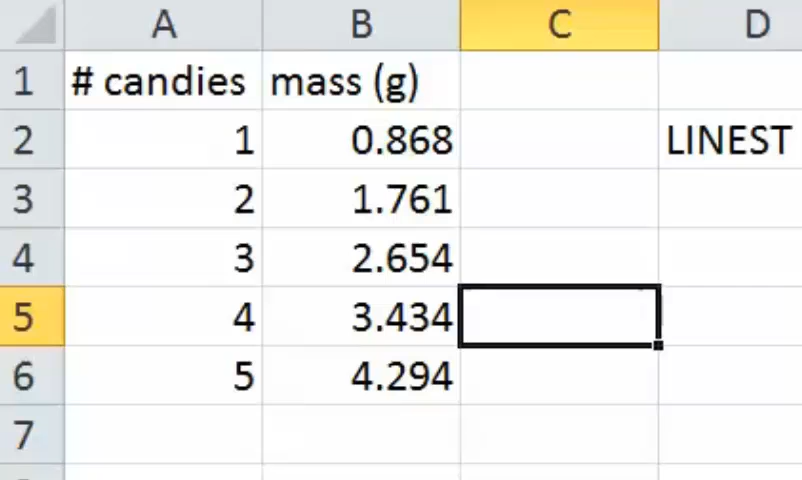 A B C D
1 # candies mass (g)
2 1 0.868 LINEST
3 2 1.761
4 3 2.654
5 4 3.434
6 5 4.294
7